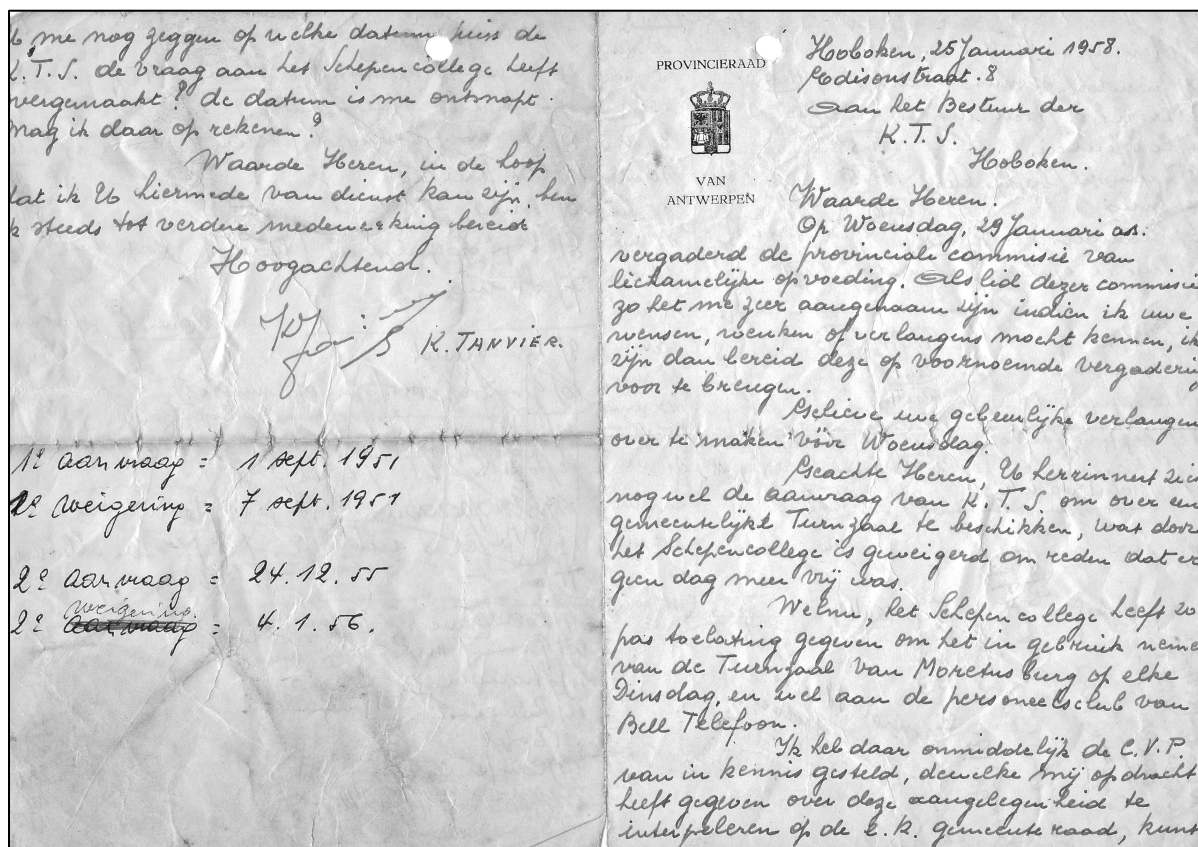 PROVINCIERAAD
VAN
ANTWERPEN
Hoboken, 25 Januari 1958.
Edisonstraat. 8
Aan het Bestuur der
K.T.S.
Hoboken.
Waarde Heren.
Op Woensdag, 29 Januari as.
vergaderd de provinciale commisie van
lichamelijke opvoeding. Als lid dezer commisie
zo het me zeer aangenaam zijn indien ik uwe
wensen, wenken of verlangens mocht kennen, ik
zijn dan bereid deze op voornoemde vergadering
voor te brengen.
Gelieve uwe gebeurlijke verlangen
over te maken vóór Woensdag.
Geachte Heren, U herrinnert
nog wel de aanvraag van K.T.S. om over een
gemeentelijke Turnzaal te beschikken, wat door
het Schepencollege is geweigerd om reden dat er
geen dag meer vrij was.
Welnu, het Schepencollege heeft zo
pas toelating gegeven om het in gebruik neme
van de Turnzaal van Moretusburg op elke
Dinsdag, en wel aan de personeelsclub van
Bell Telefoon.
Ik heb daar onmiddelijk de C.V.P.
van in kennis gesteld, dewelke mij opdracht
heeft gegeven over deze aangelegenheid te
interpeleren op de e.k. gemeenteraad, kunt
U me nog zeggen op welke datum juis de
K.T.S. de vraag aan het Schepencollege heeft
overgemaakt? de datum is me ontsnapt.
Mag ik daar op rekenen?
Waarde Heren, in de hoop
dat ik U hiermede van dienst kan zijn, ben
ik steeds tot verdere medewerking bereid
Hoogachtend.
K. TANVIER.
1e aanvraag = 1 sept. 1951
1e weigering = 7 sept. 1951
2e aanvraag = 24.12.55
weigering
2e aanvraag = 4.1.56.